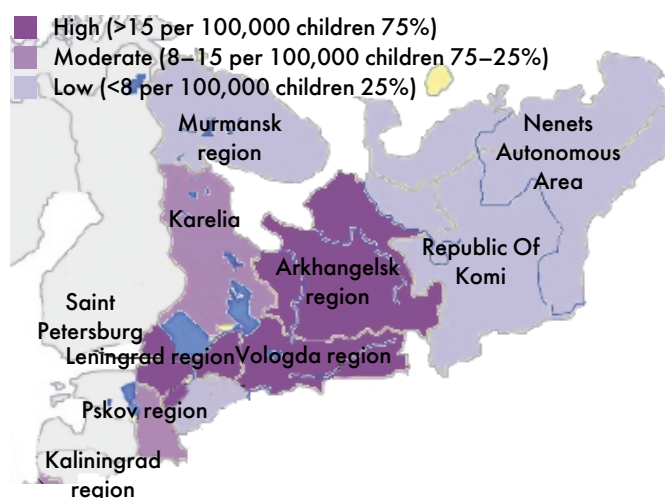 High (>15 per 100,000 children 75%)
Moderate (8–15 per 100,000 children 75–25%)
Low (<8 per 100,000 children 25%)
Murmansk
region
Nenets
Autonomous
Area
Karelia
Republic Of
Komi
Arkhangelsk
region
Saint
Petersburg
Leningrad region
Vologda region
Pskov region
Kaliningrad
region